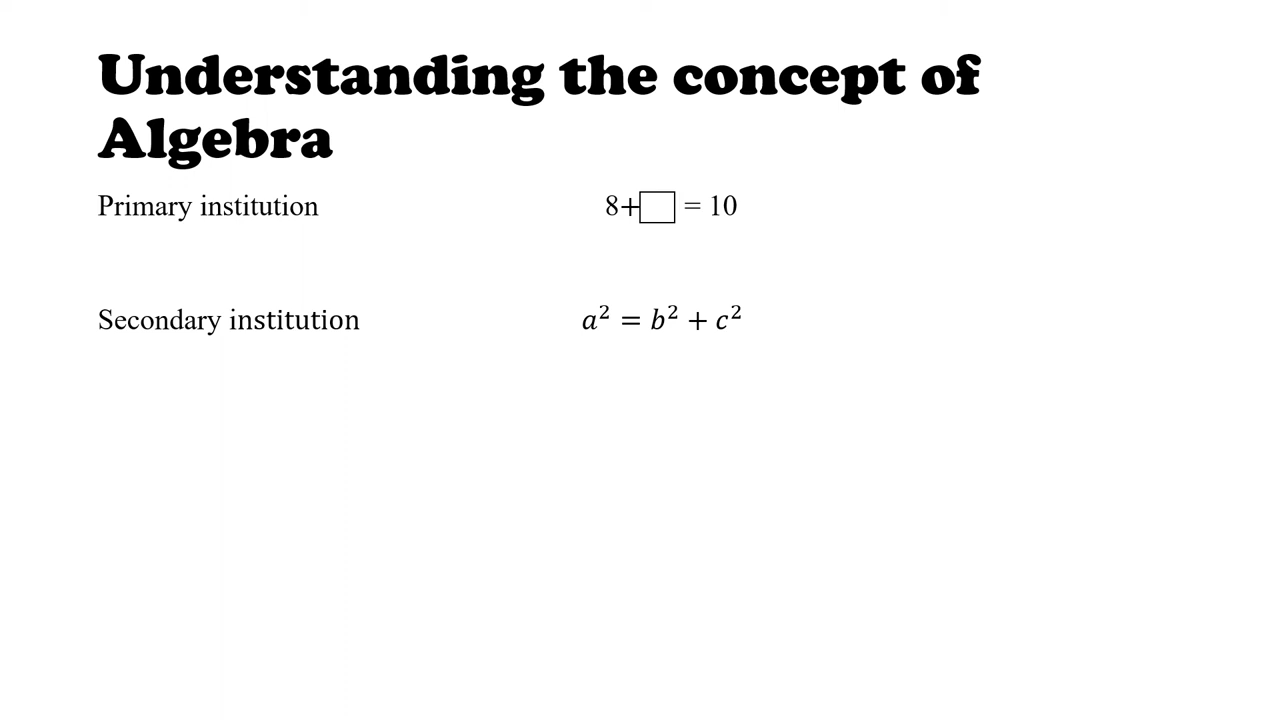 Understanding the concept of
Algebra
Primary institution 8+□ = 10
Secondary institution a² = b² + c²